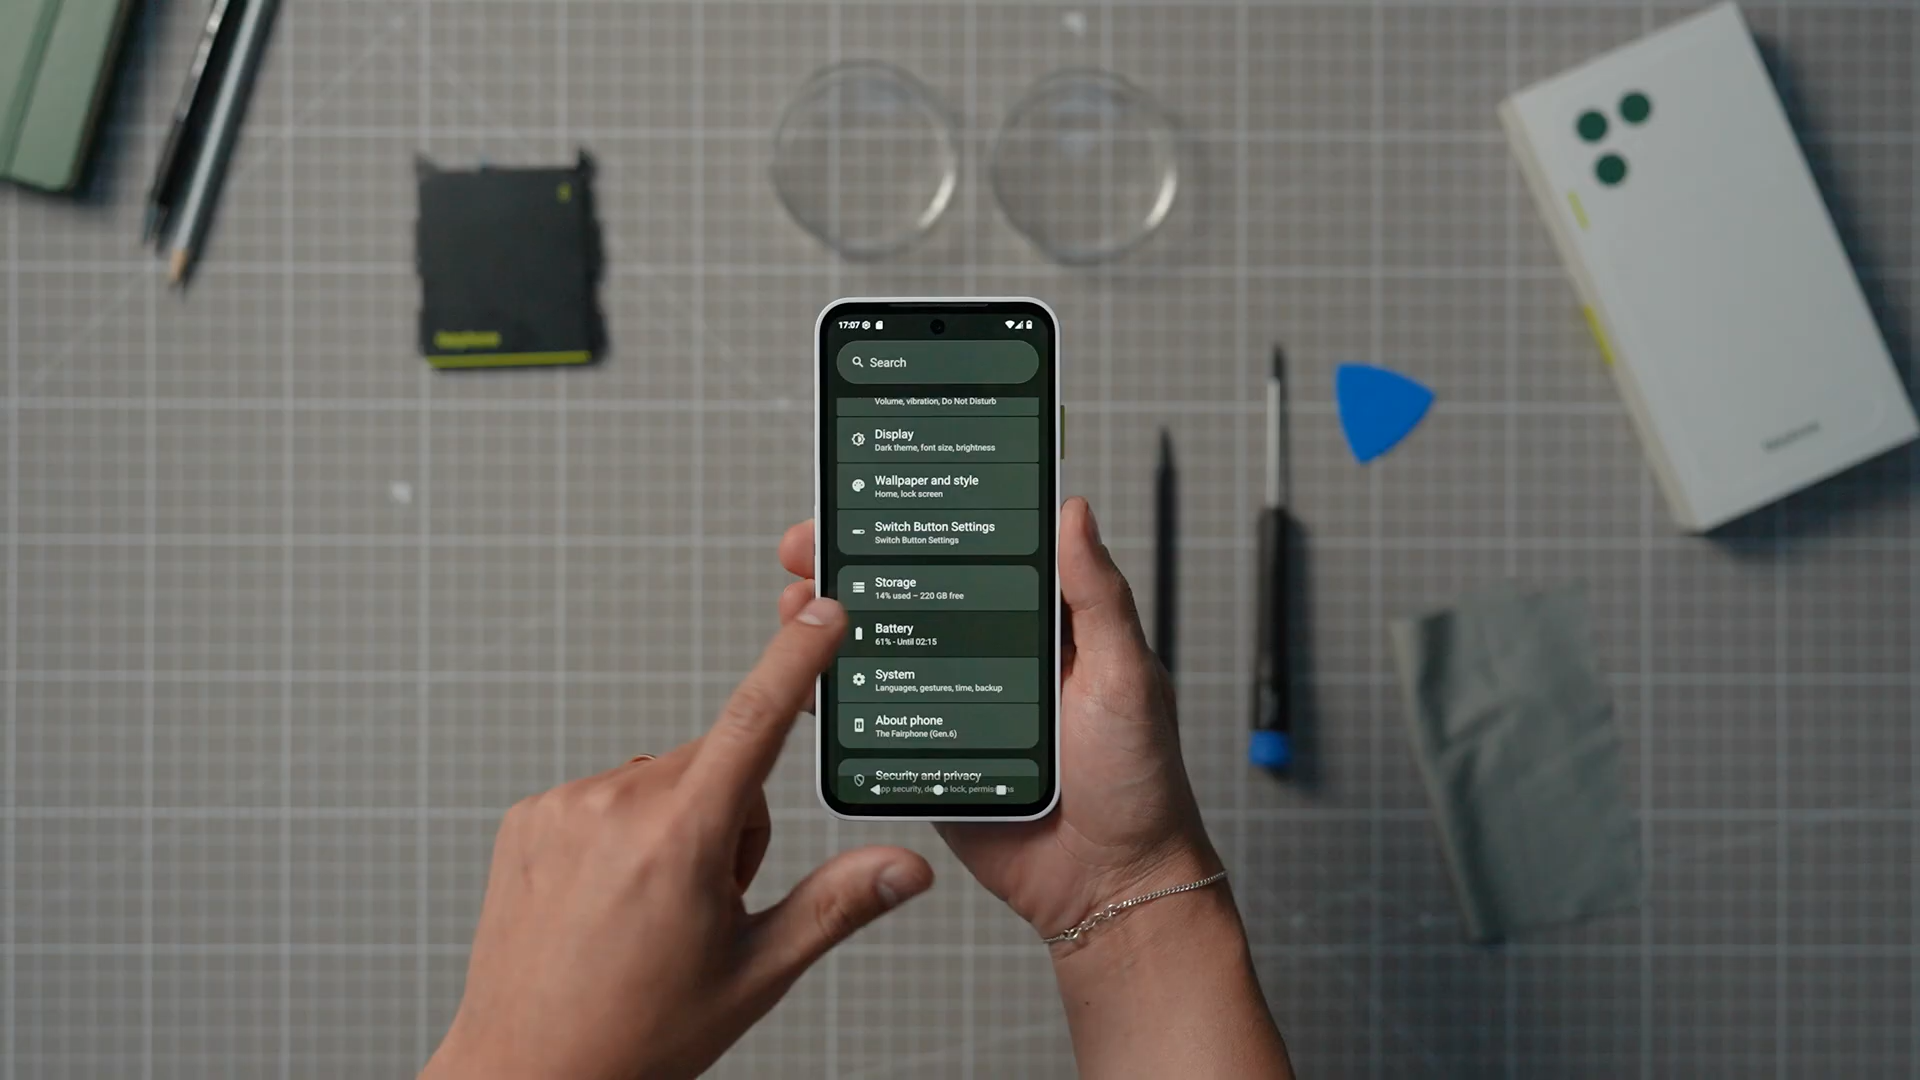 17:07
Search
Volume, vibration, Do Not Disturb
Display
Dark theme, font size, brightness
Wallpaper and style
Home, lock screen
Switch Button Settings
Switch Button Settings
Storage
14% used – 220 GB free
Battery
61% - Until 02:15
System
Languages, gestures, time, backup
About phone
The Fairphone (Gen.6)
Security and privacy
lock,